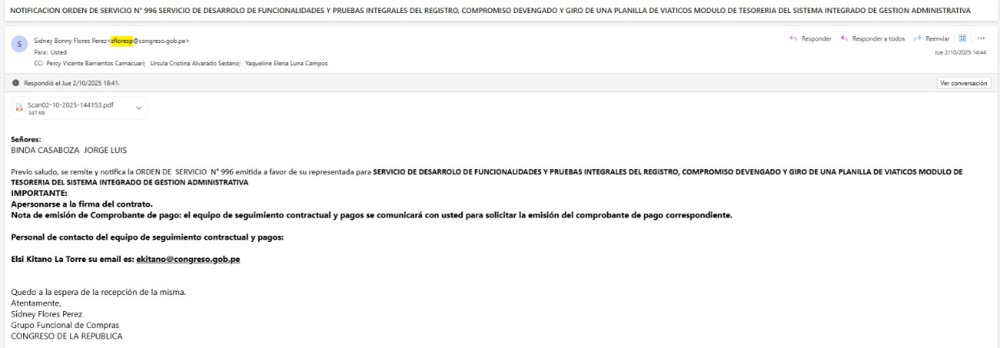 NOTIFICACION ORDEN DE SERVICIO N° 996 SERVICIO DE DESARROLO DE FUNCIONALIDADES Y PRUEBAS INTEGRALES DEL REGISTRO, COMPROMISO DEVENGADO Y GIRO DE UNA PLANILLA DE VIATICOS MODULO DE TESORERIA DEL SISTEMA INTEGRADO DE GESTION ADMINISTRATIVA
S
Sidney Bonny Flores Perez<sfloresp@congreso.gob.pe>
Responder
Responder a todos
Reenviar
...
Para: Usted
Jue 2/10/2025 14:44
CC: Percy Vicente Barrientos Camacuari; Ursula Cristina Alvarado Sedano; Yaqueline Elena Luna Campos
Respondió el Jue 2/10/2025 18:41.
Ver conversación
Scan02-10-2025-144153.pdf
347 KB
Señores:
BINDA CASABOZA JORGE LUIS
Previo saludo, se remite y notifica la ORDEN DE SERVICIO N° 996 emitida a favor de su representada para SERVICIO DE DESARROLO DE FUNCIONALIDADES Y PRUEBAS INTEGRALES DEL REGISTRO, COMPROMISO DEVENGADO Y GIRO DE UNA PLANILLA DE VIATICOS MODULO DE
TESORERIA DEL SISTEMA INTEGRADO DE GESTION ADMINISTRATIVA
IMPORTANTE:
Apersonarse a la firma del contrato.
Nota de emisión de Comprobante de pago: el equipo de seguimiento contractual y pagos se comunicará con usted para solicitar la emisión del comprobante de pago correspondiente.
Personal de contacto del equipo de seguimiento contractual y pagos:
Elsi Kitano La Torre su email es: ekitano@congreso.gob.pe
Quedo a la espera de la recepción de la misma.
Atentamente,
Sidney Flores Perez
Grupo Funcional de Compras
CONGRESO DE LA REPUBLICA